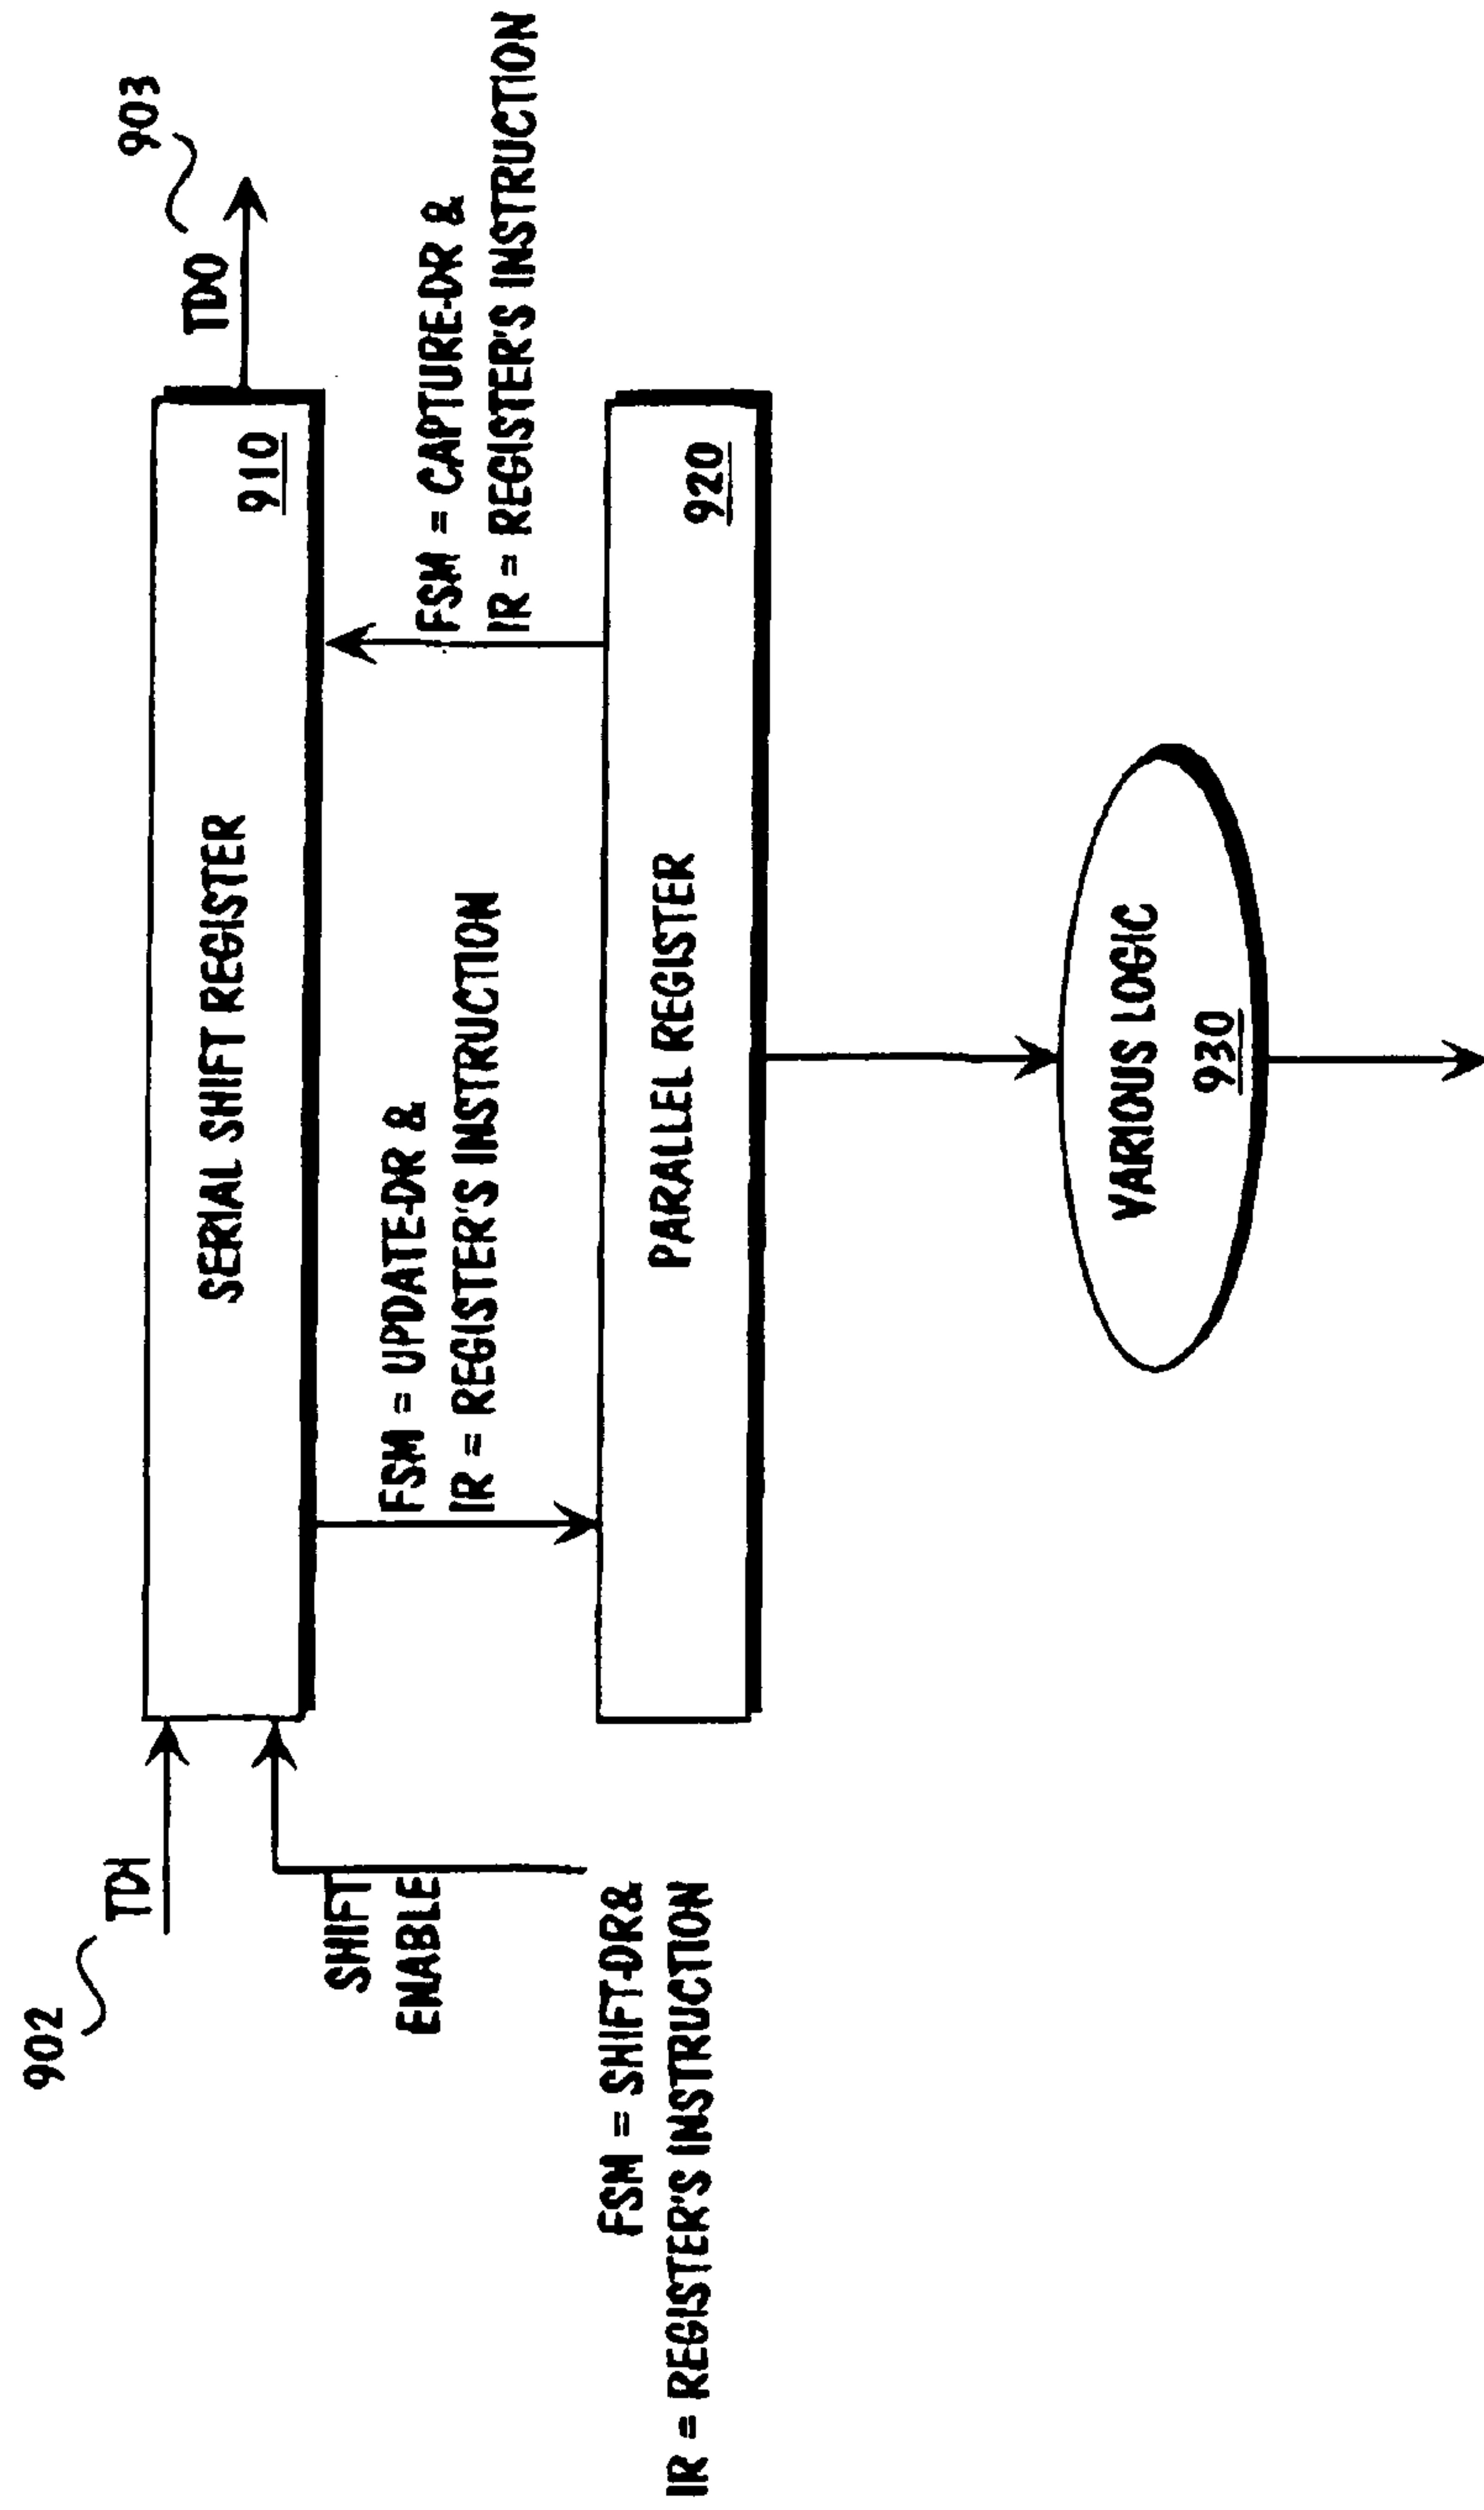 902
TDI
SHIFT
ENABLE
FSM = SHIFT-DR&
IR = REGISTER'S INSTRUCTION
SERIAL SHIFT REGISTER
910
TDO
903
FSM = UPDATE-DR &
IR = REGISTER'S INSTRUCTION
FSM = CAPTURE-DR &
IR = REGISTER'S INSTRUCTION
PARALLEL REGISTER
920
VARIOUS LOGIC
930